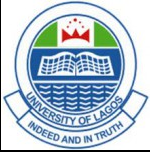 UNIVERSITY OF LAGOS
INDEED AND IN TRUTH